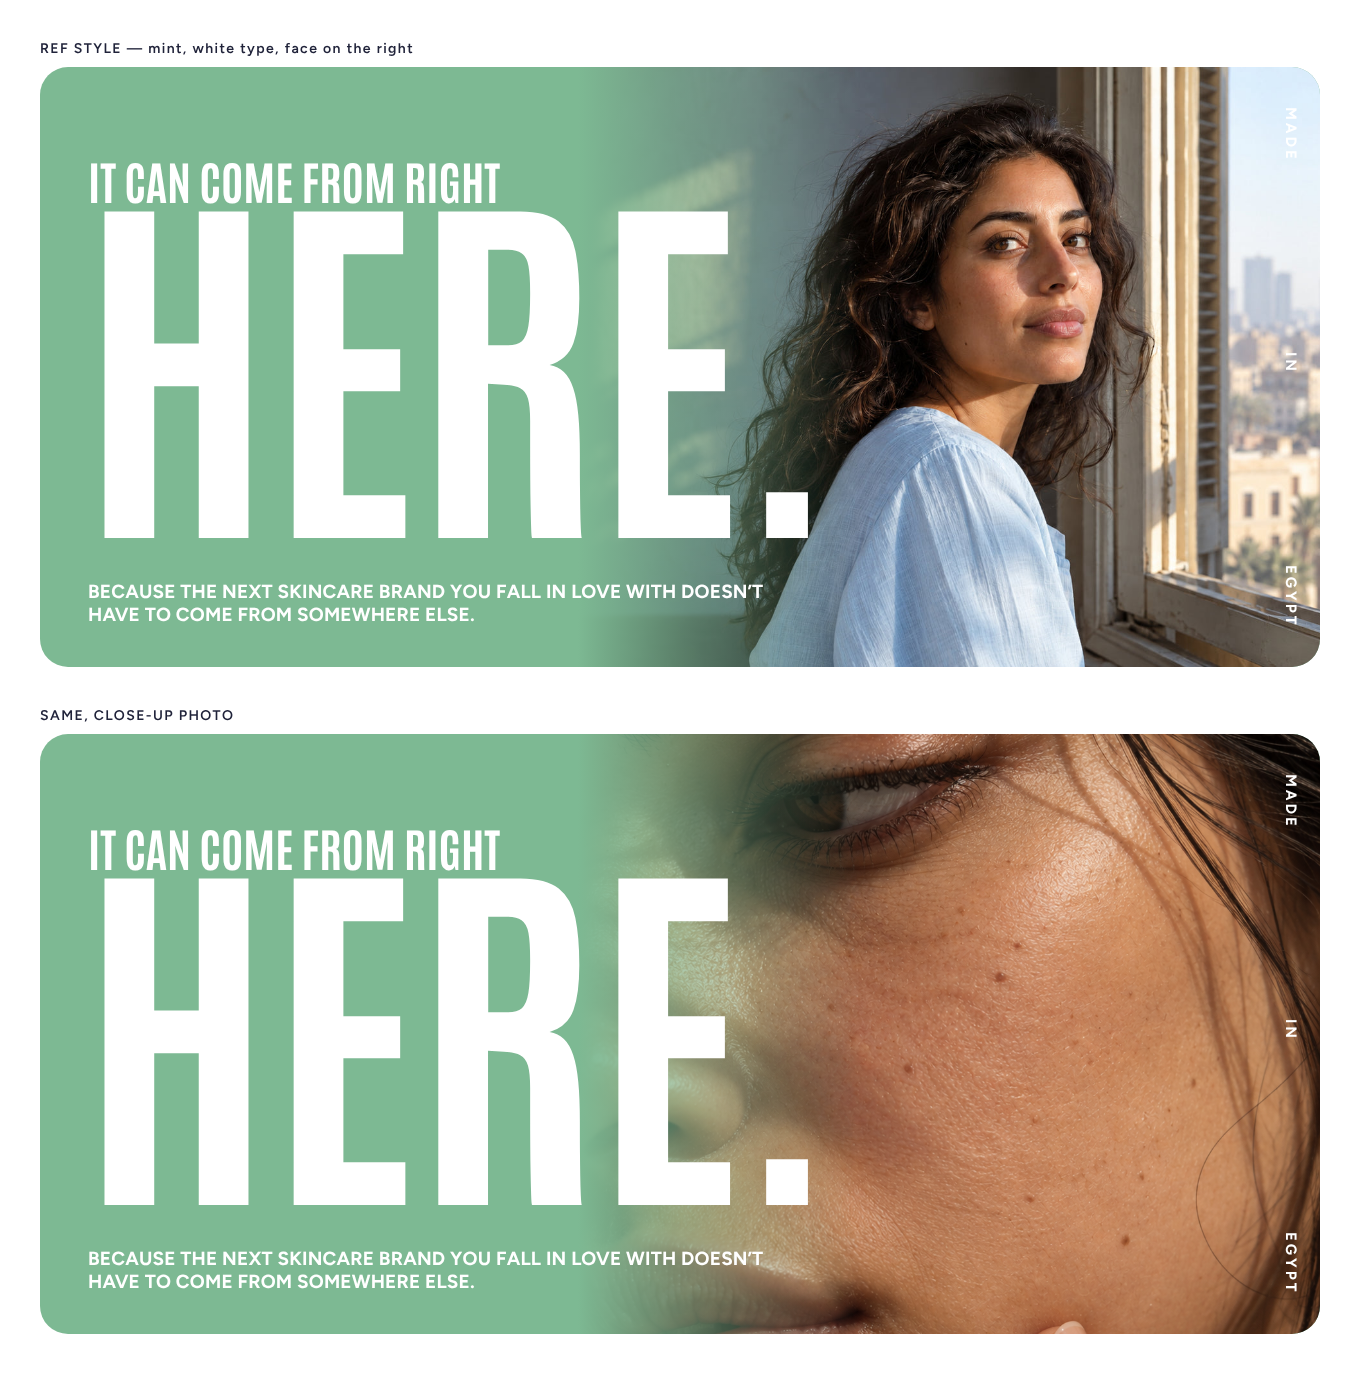 REF STYLE — mint, white type, face on the right
IT CAN COME FROM RIGHT
HERE.
BECAUSE THE NEXT SKINCARE BRAND YOU FALL IN LOVE WITH DOESN’T
HAVE TO COME FROM SOMEWHERE ELSE.
MADE
IN
EGYPT
SAME, CLOSE-UP PHOTO
IT CAN COME FROM RIGHT
HERE.
BECAUSE THE NEXT SKINCARE BRAND YOU FALL IN LOVE WITH DOESN’T
HAVE TO COME FROM SOMEWHERE ELSE.
MADE
IN
EGYPT